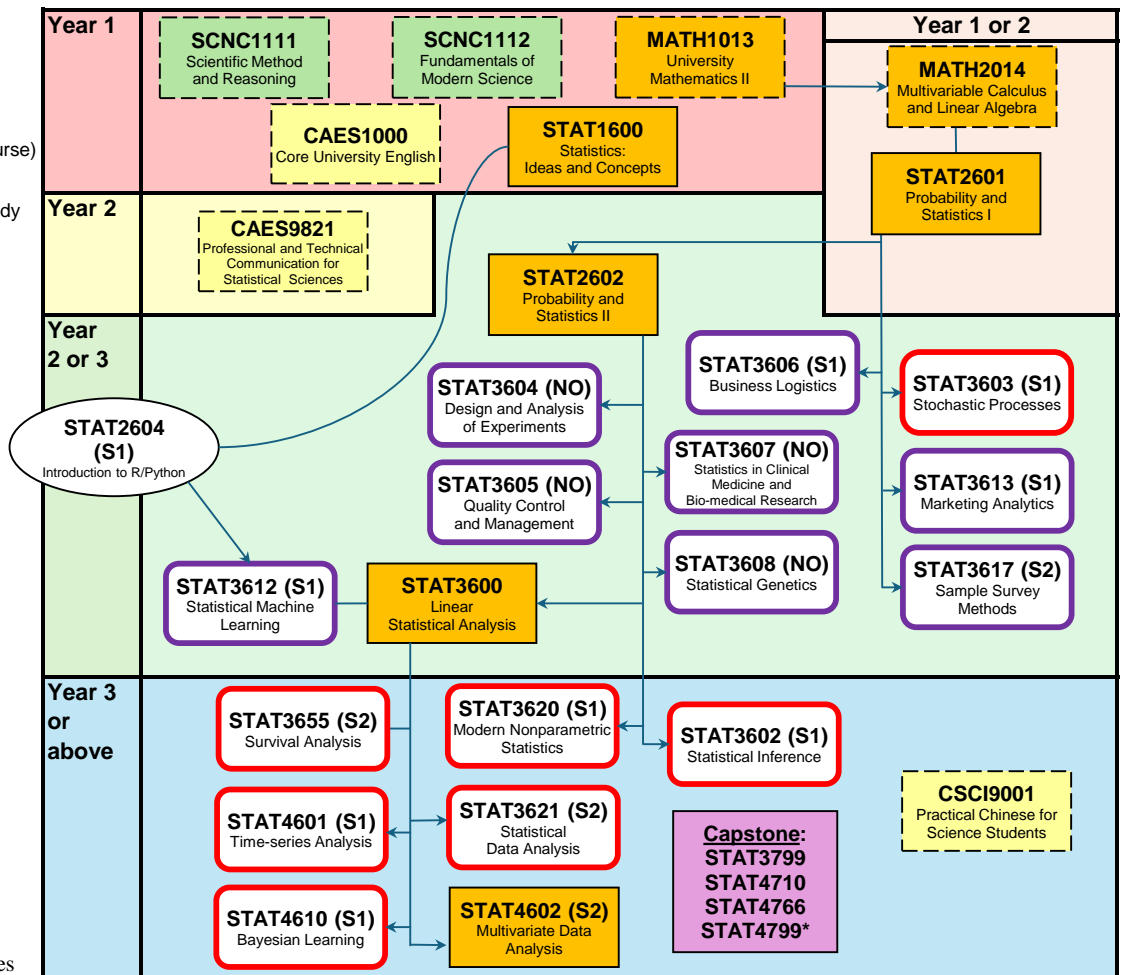 Year 1
SCNC1111
Scientific Method
and Reasoning
SCNC1112
Fundamentals of
Modern Science
MATH1013
University
Mathematics II
Year 1 or 2
MATH2014
Multivariable Calculus
and Linear Algebra
urse)
CAES1000
Core University English
STAT1600
Statistics:
Ideas and Concepts
STAT2601
Probability and
Statistics I
dy
Year 2
CAES9821
Professional and Technical
Communication for
Statistical Sciences
STAT2602
Probability and
Statistics II
Year
2 or 3
STAT3606 (S1)
Business Logistics
STAT3603 (S1)
Stochastic Processes
STAT3604 (NO)
Design and Analysis
of Experiments
STAT2604
(S1)
Introduction to R/Python
STAT3607 (NO)
Statistics in Clinical
Medicine and
Bio-medical Research
STAT3605 (NO)
Quality Control
and Management
STAT3613 (S1)
Marketing Analytics
STAT3608 (NO)
Statistical Genetics
STAT3617 (S2)
Sample Survey
Methods
STAT3612 (S1)
Statistical Machine
Learning
STAT3600
Linear
Statistical Analysis
Year 3
or
above
STAT3655 (S2)
Survival Analysis
STAT3620 (S1)
Modern Nonparametric
Statistics
STAT3602 (S1)
Statistical Inference
CSCI9001
Practical Chinese for
Science Students
STAT4601 (S1)
Time-series Analysis
STAT3621 (S2)
Statistical
Data Analysis
Capstone:
STAT3799
STAT4710
STAT4766
STAT4799*
STAT4610 (S1)
Bayesian Learning
STAT4602 (S2)
Multivariate Data
Analysis
es